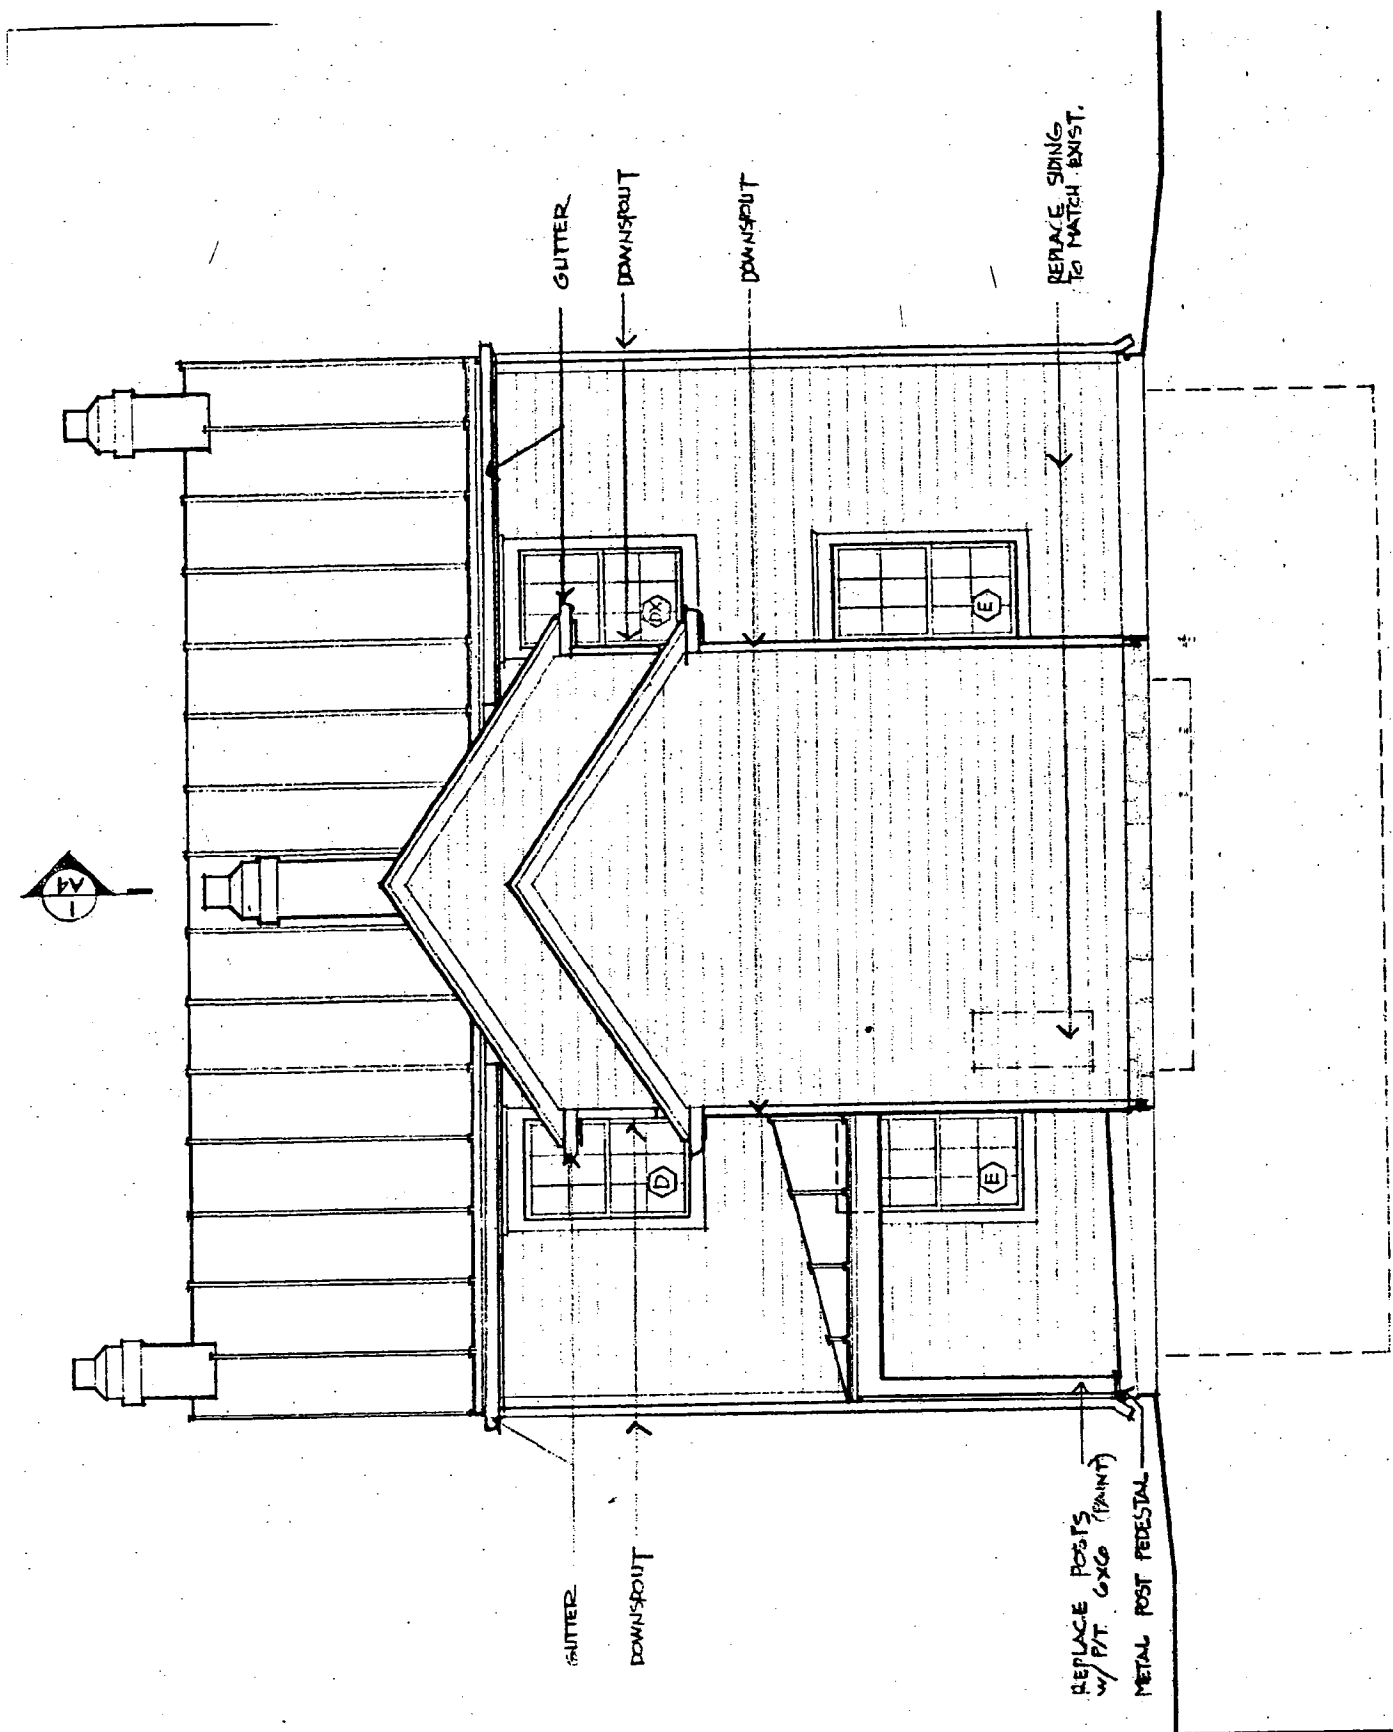 1
A4
GUTTER
DOWNSPOUT
DOWNSPOUT
REPLACE SIDING
TO MATCH EXIST.
DX
E
D
E
GUTTER
DOWNSPOUT
REPLACE POSTS
W/ P/T. 6X6 (PAINT)
METAL POST PEDESTAL